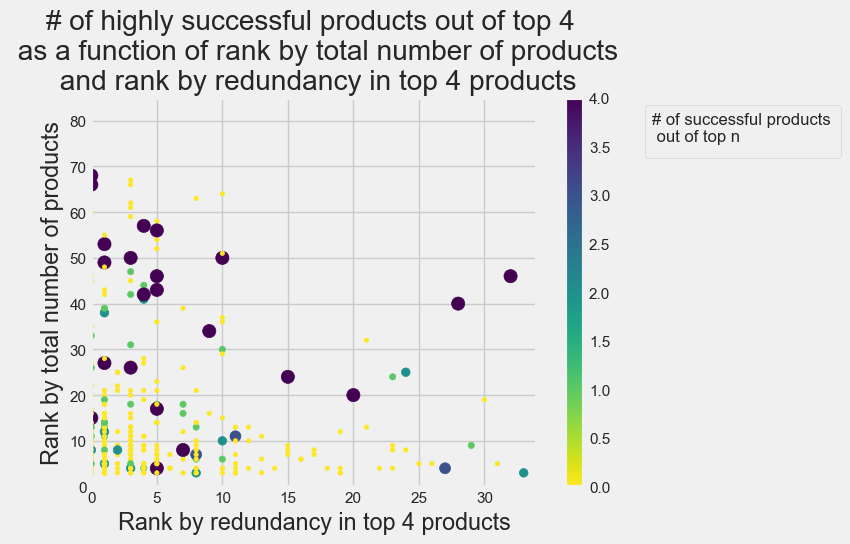 # of highly successful products out of top 4
as a function of rank by total number of products
and rank by redundancy in top 4 products
Rank by total number of products
80
70
60
50
40
30
20
10
0
0 5 10 15 20 25 30
Rank by redundancy in top 4 products
4.0
3.5
3.0
2.5
2.0
1.5
1.0
0.5
0.0
# of successful products
out of top n